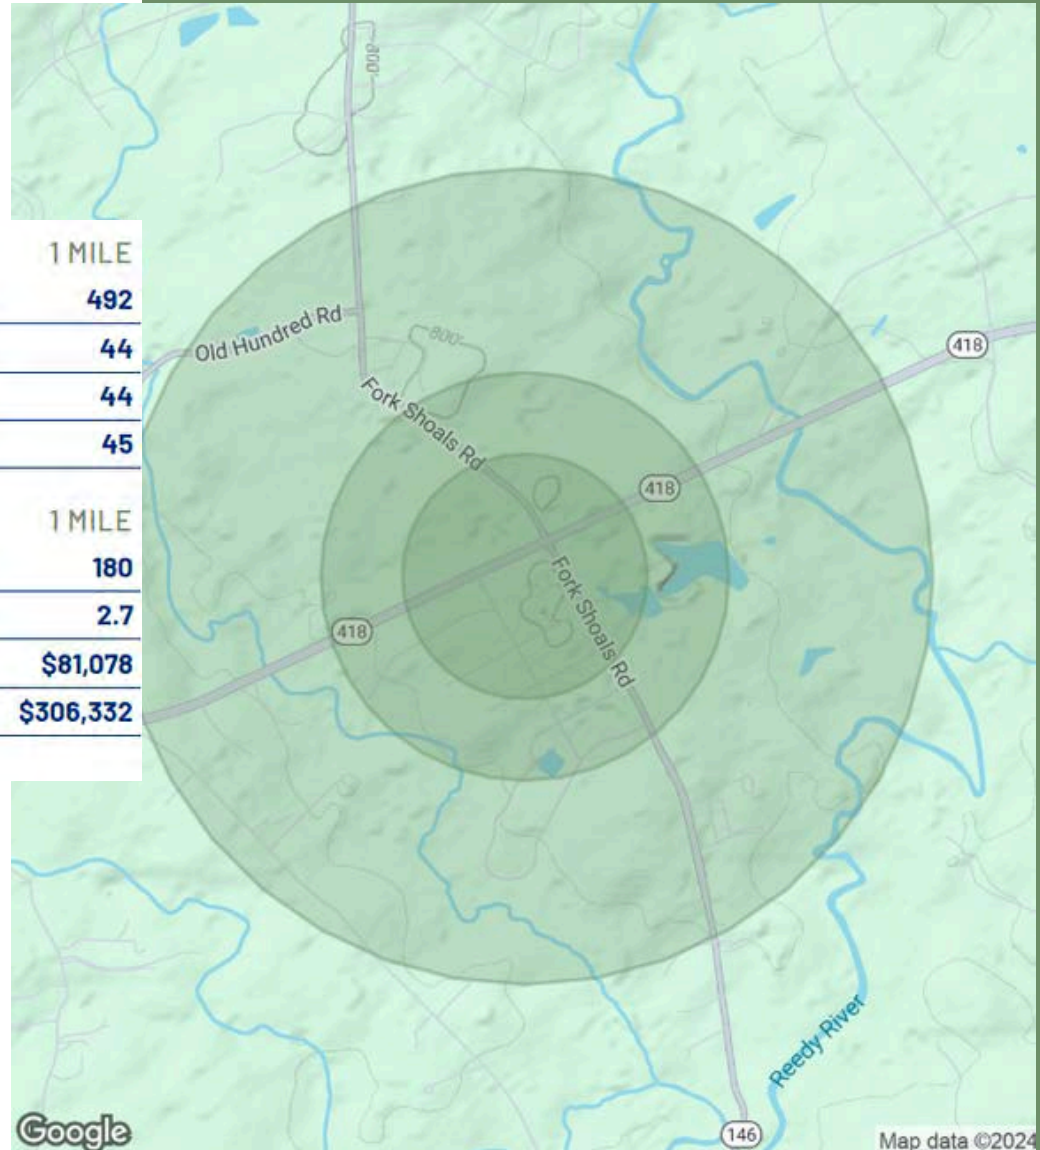 800'
1 MILE
492
44
44
45
1 MILE
180
2.7
$81,078
$306,332
Old Hundred Rd
800'
418
Fork Shoals Rd
418
Fork Shoals Rd
418
Reedy River
146
Google
Map data ©2024